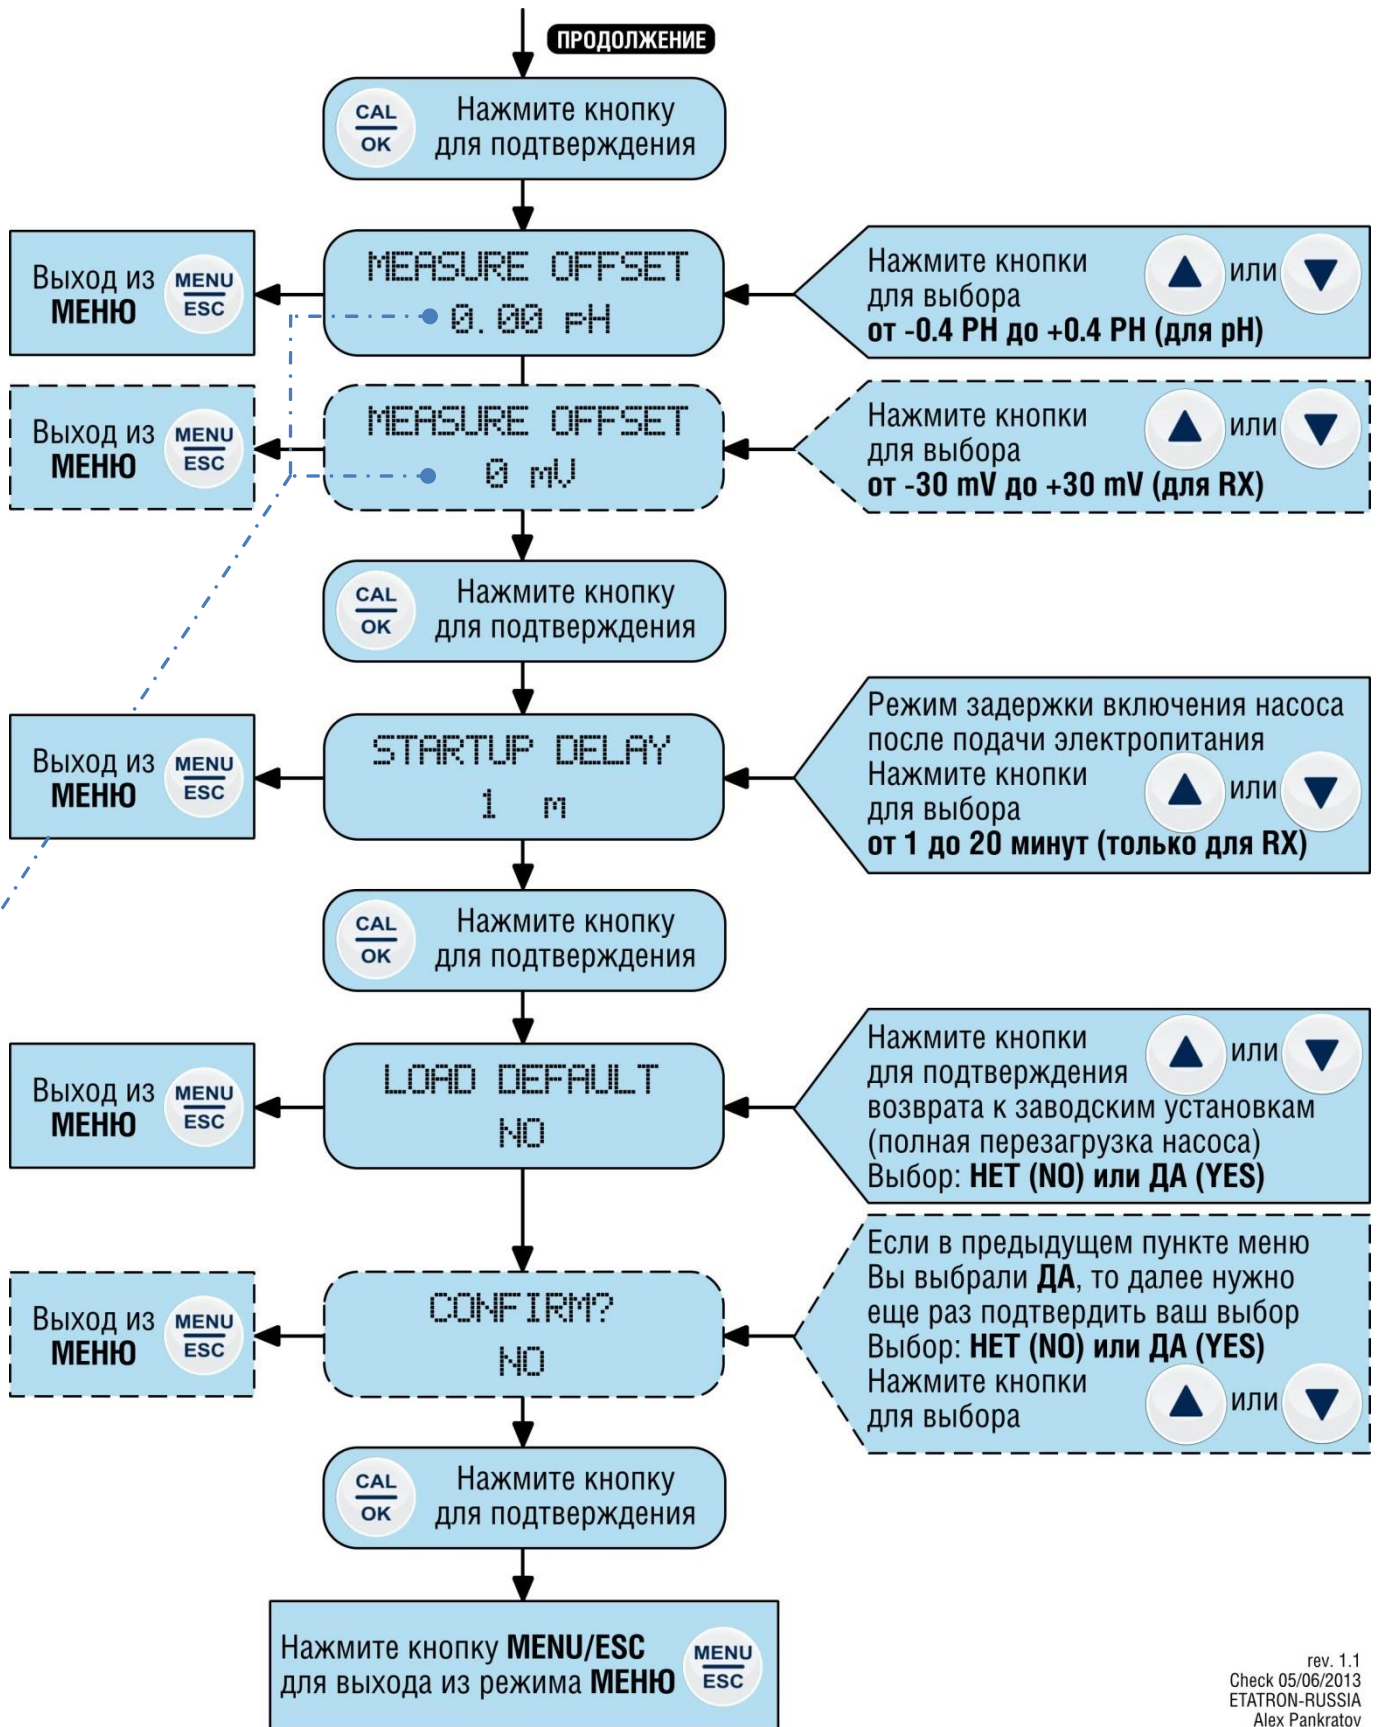 ПРОДОЛЖЕНИЕ
CAL
OK
Нажмите кнопку
для подтверждения
Выход из
МЕНЮ
MENU
ESC
MEASURE OFFSET
0.00 pH
Нажмите кнопки
для выбора
или
от -0.4 PH до +0.4 PH (для pH)
Выход из
МЕНЮ
MENU
ESC
MEASURE OFFSET
0 mV
Нажмите кнопки
для выбора
или
от -30 mV до +30 mV (для RX)
CAL
OK
Нажмите кнопку
для подтверждения
Выход из
МЕНЮ
MENU
ESC
STARTUP DELAY
1 m
Режим задержки включения насоса
после подачи электропитания
Нажмите кнопки
для выбора
или
от 1 до 20 минут (только для RX)
CAL
OK
Нажмите кнопку
для подтверждения
Выход из
МЕНЮ
MENU
ESC
LOAD DEFAULT
NO
Нажмите кнопки
или
для подтверждения
возврата к заводским установкам
(полная перезагрузка насоса)
Выбор: НЕТ (NO) или ДА (YES)
Выход из
МЕНЮ
MENU
ESC
CONFIRM?
NO
Если в предыдущем пункте меню
Вы выбрали ДА, то далее нужно
еще раз подтвердить ваш выбор
Выбор: НЕТ (NO) или ДА (YES)
Нажмите кнопки
для выбора
или
CAL
OK
Нажмите кнопку
для подтверждения
Нажмите кнопку MENU/ESC
для выхода из режима МЕНЮ
MENU
ESC
rev. 1.1
Check 05/06/2013
ETATRON-RUSSIA
Alex Pankratov